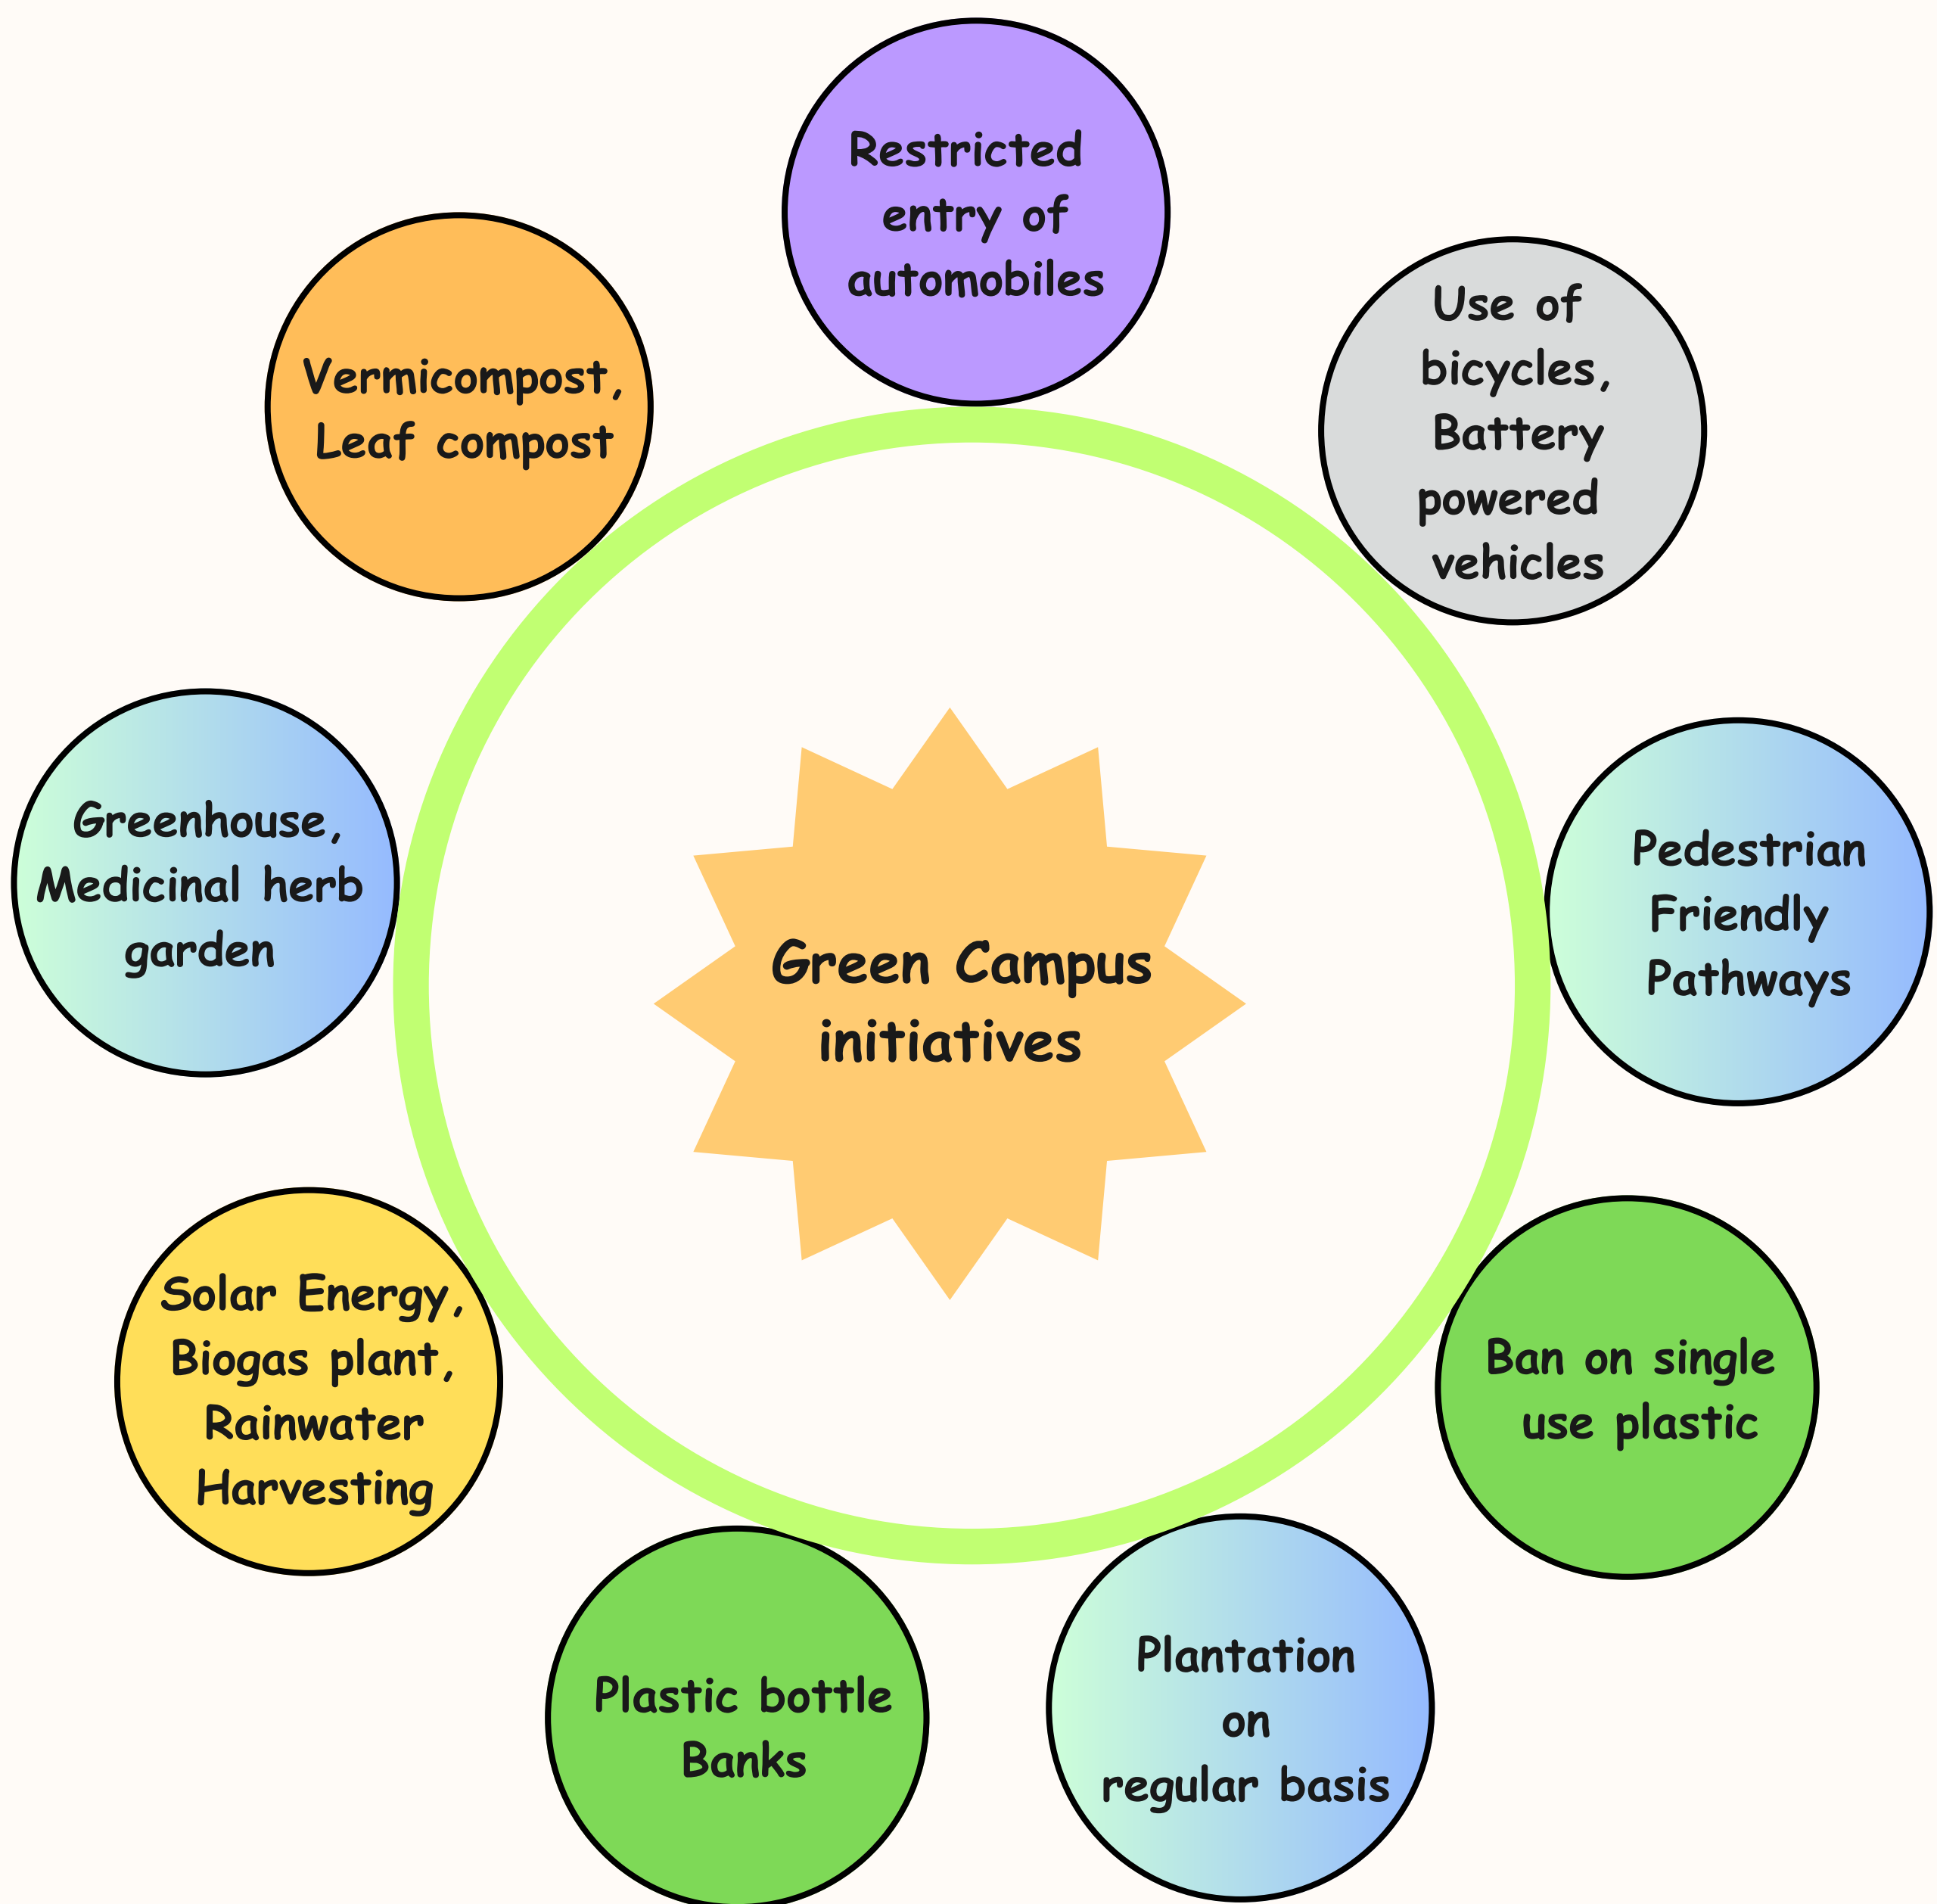 Restricted
entry of
automobiles
Use of
bicycles,
Battery
powered
vehicles
Pedestrian
Friendly
Pathways
Ban on single
use plastic
Plantation
on
regular basis
Plastic bottle
Banks
Solar Energy,
Biogas plant,
Rainwater
Harvesting
Greenhouse,
Medicinal herb
garden
Vermicompost,
Leaf compost
Green Campus
initiatives